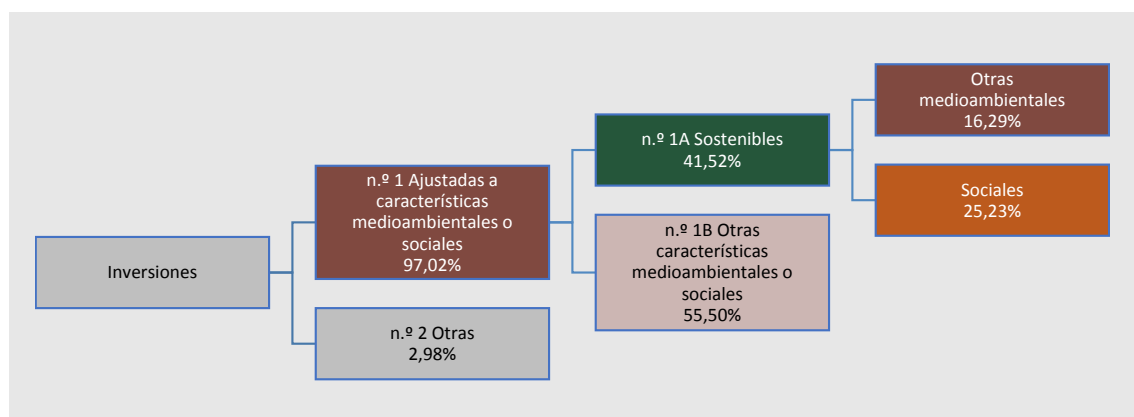 Inversiones
n.º 1 Ajustadas a
características
medioambientales o
sociales
97,02%
n.º 2 Otras
2,98%
n.º 1A Sostenibles
41,52%
n.º 1B Otras
características
medioambientales o
sociales
55,50%
Otras
medioambientales
16,29%
Sociales
25,23%